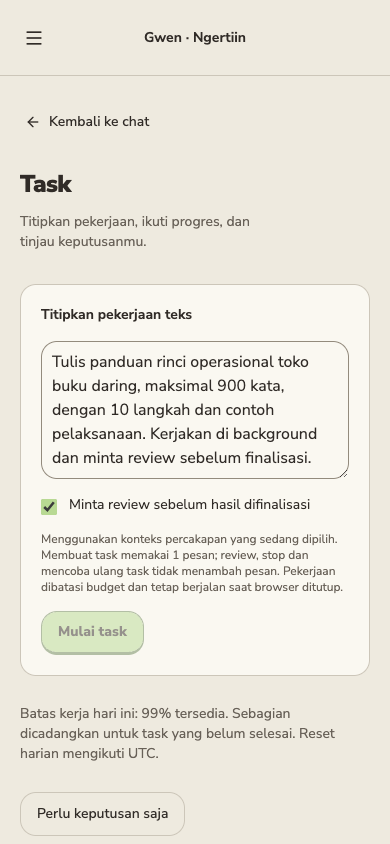 Gwen · Ngertiin
Kembali ke chat
Task
Titipkan pekerjaan, ikuti progres, dan
tinjau keputusanmu.
Titipkan pekerjaan teks
Tulis panduan rinci operasional toko
buku daring, maksimal 900 kata,
dengan 10 langkah dan contoh
pelaksanaan. Kerjakan di background
dan minta review sebelum finalisasi.
Minta review sebelum hasil difinalisasi
Menggunakan konteks percakapan yang sedang dipilih.
Membuat task memakai 1 pesan; review, stop dan
mencoba ulang task tidak menambah pesan. Pekerjaan
dibatasi budget dan tetap berjalan saat browser ditutup.
Mulai task
Batas kerja hari ini: 99% tersedia. Sebagian
dicadangkan untuk task yang belum selesai. Reset
harian mengikuti UTC.
Perlu keputusan saja